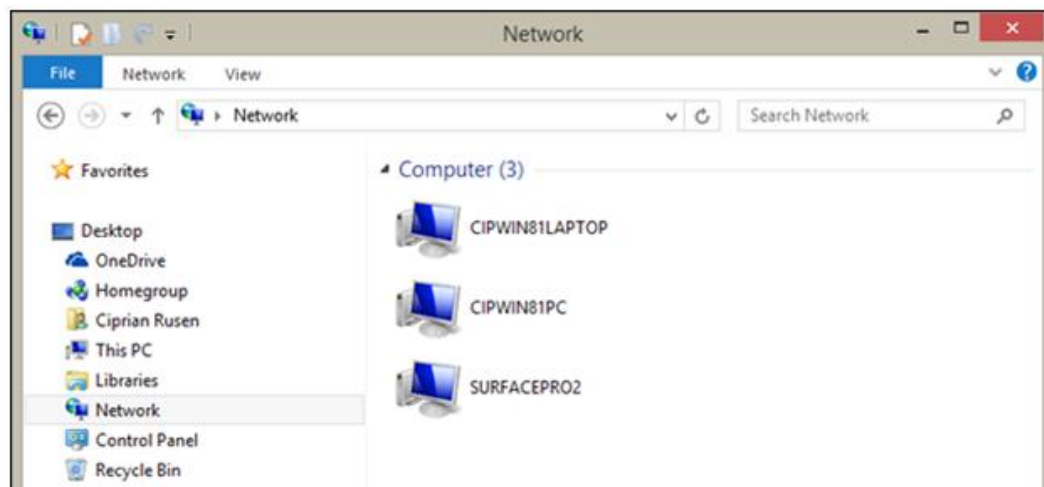 Network
File Network View
Network
Search Network
Favorites
Computer (3)
Desktop
CIPWIN81LAPTOP
OneDrive
Homegroup
Ciprian Rusen
CIPWIN81PC
This PC
Libraries
SURFACEPRO2
Network
Control Panel
Recycle Bin